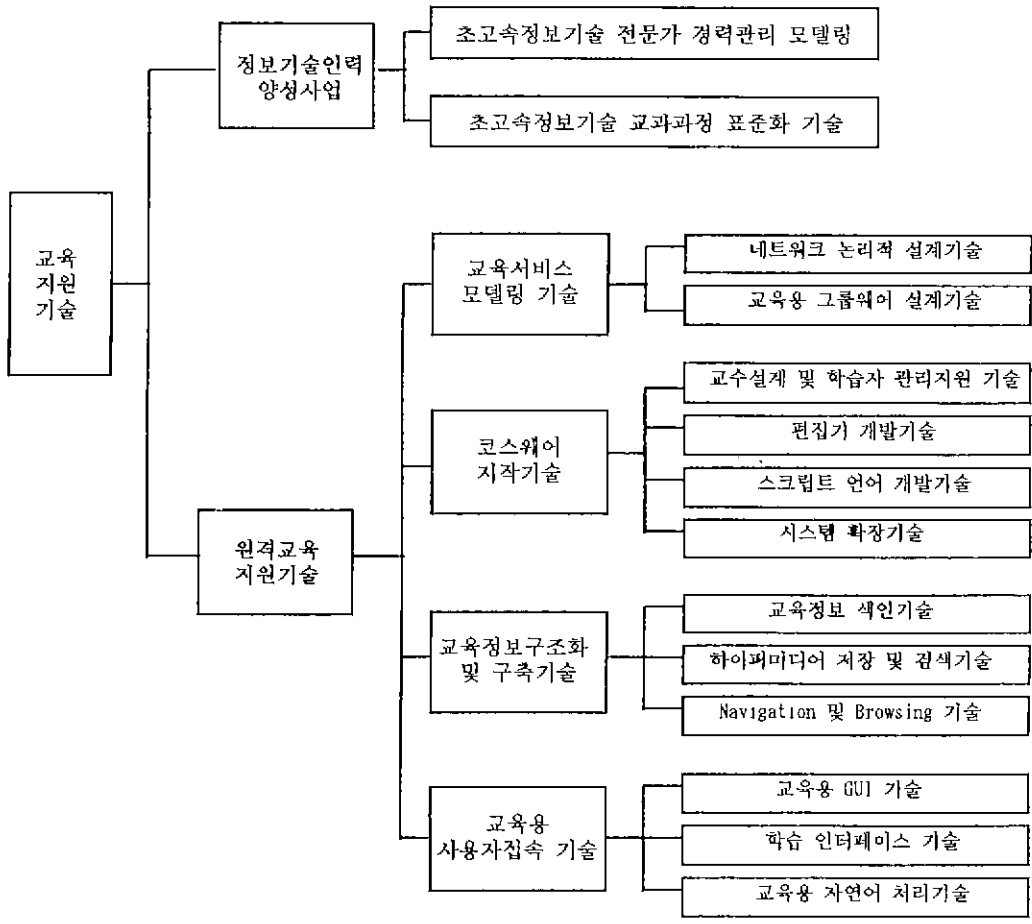 교육
지원
기술
정보기술인력
양성사업
초고속정보기술 전문가 경력관리 모델링
초고속정보기술 교과과정 표준화 기술
원격교육
지원기술
교육서비스
모델링 기술
네트워크 논리적 설계기술
교육용 그룹웨어 설계기술
코스웨어
저작기술
교수설계 및 학습자 관리지원 기술
편집기 개발기술
스크립트 언어 개발기술
시스템 확장기술
교육정보구조화
및 구축기술
교육정보 색인기술
하이퍼미디어 저장 및 검색기술
Navigation 및 Browsing 기술
교육용
사용자접속 기술
교육용 GUI 기술
학습 인터페이스 기술
교육용 자연어 처리기술